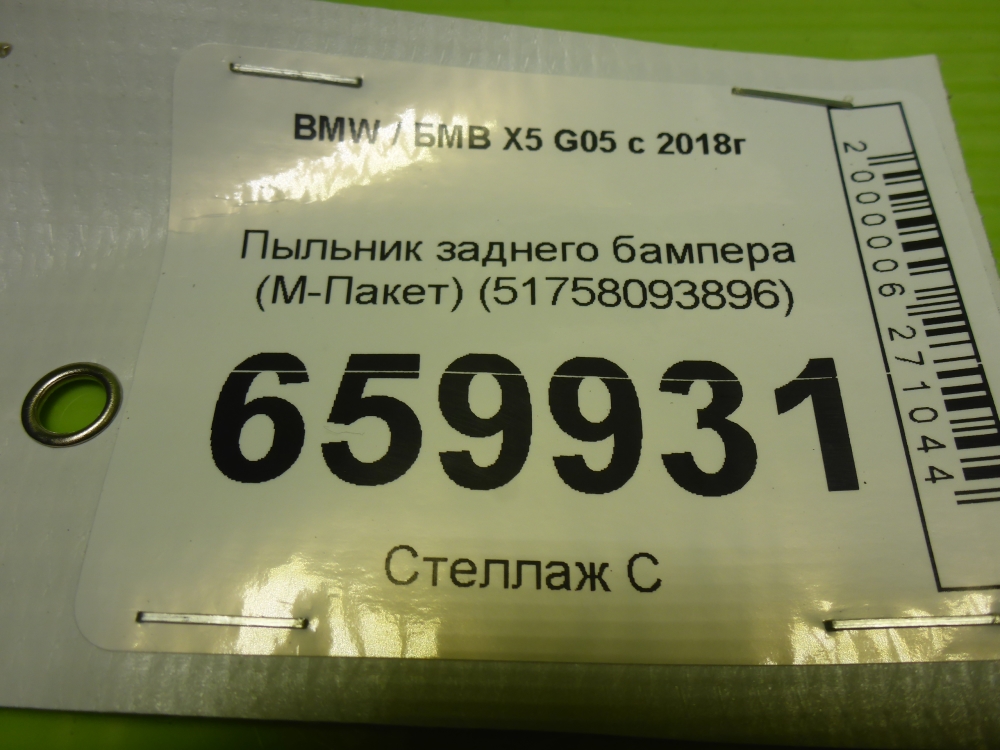 BMW / БМВ X5 G05 с 2018г
Пыльник заднего бампера
(М-Пакет) (51758093896)
659931
Стеллаж С
2000006271044